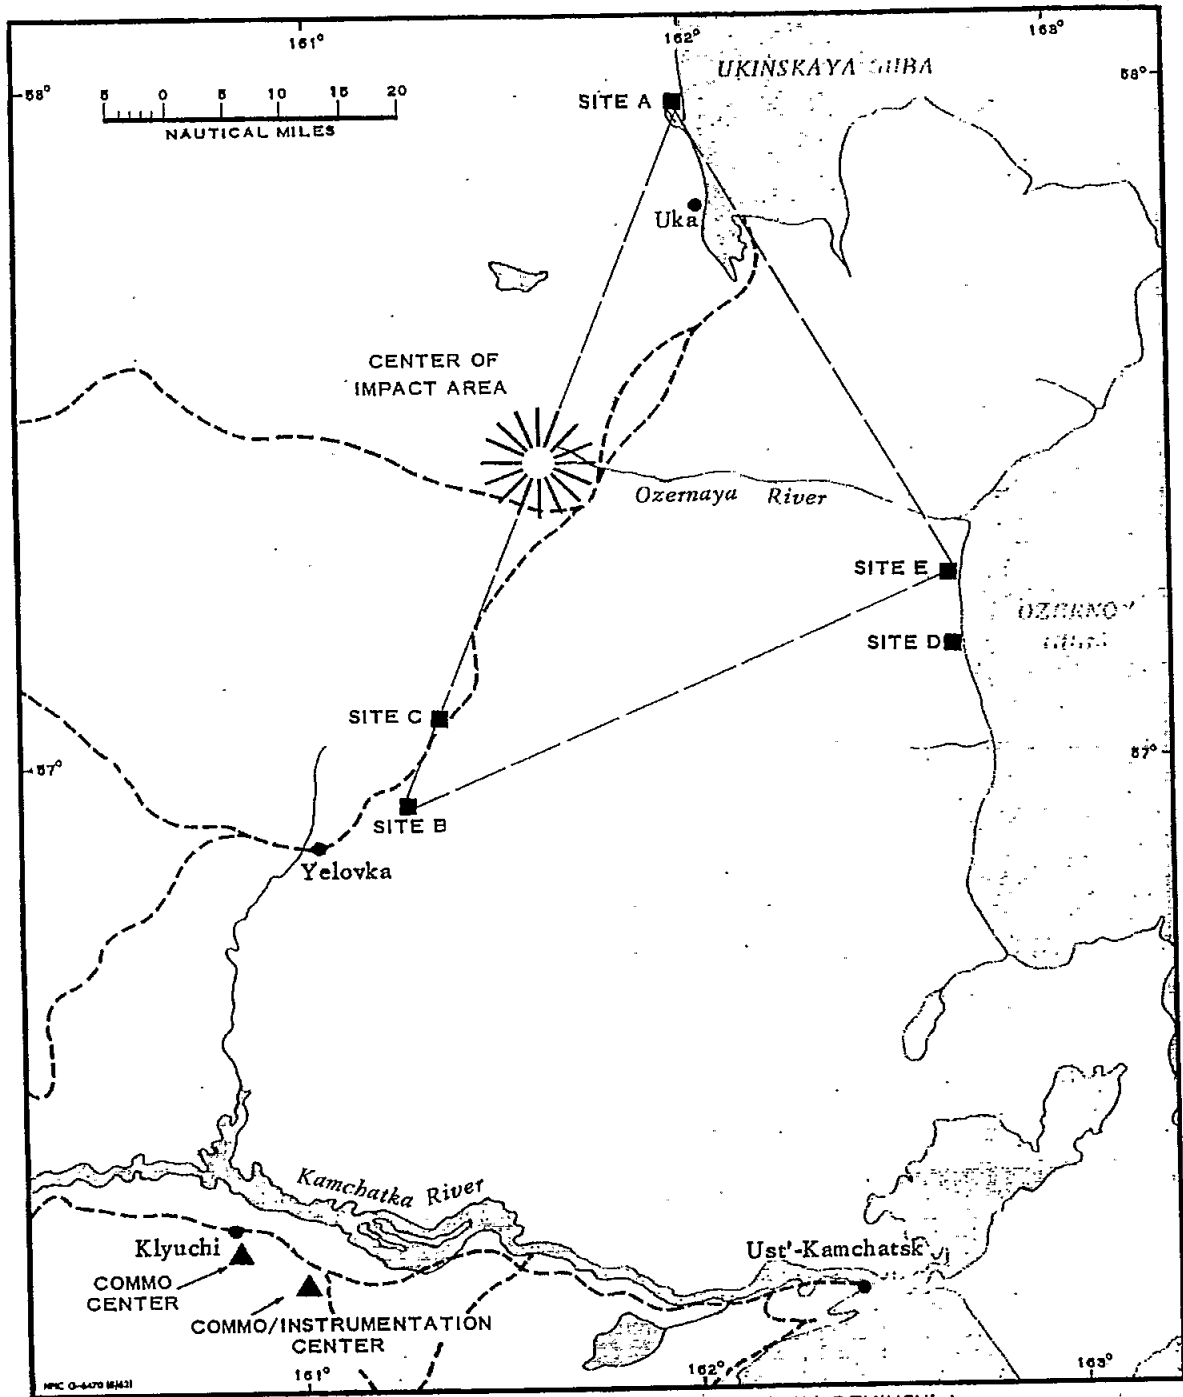 161°
162°
163°
58°
58°
5 0 5 10 15 20
NAUTICAL MILES
UKINSKAYA GUBA
SITE A
Uka
CENTER OF
IMPACT AREA
Ozernaya River
SITE E
OZERNOY
SITE D
SITE C
57°
57°
SITE B
Yelovka
Kamchatka River
Klyuchi
COMMO
CENTER
Ust'-Kamchatsk
COMMO/INSTRUMENTATION
CENTER
161°
162°
163°